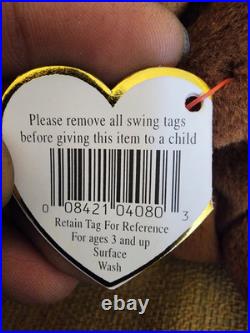 Please remove all swing tags
before giving this item to a child
0 08421 04080 3
Retain Tag For Reference
For ages 3 and up
Surface
Wash